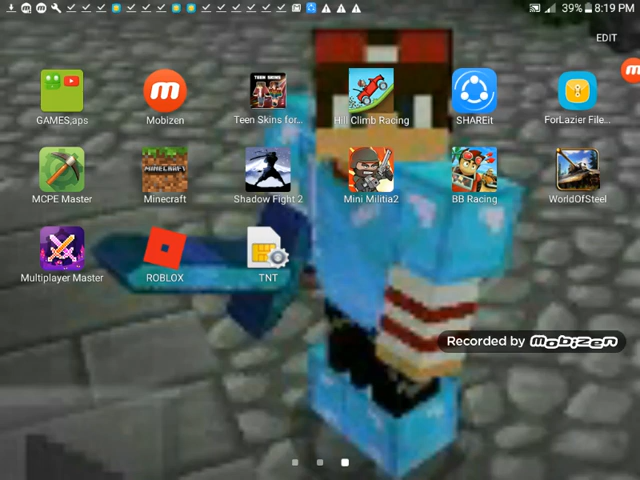 39% 8:19 PM
EDIT
GAMES,aps
Mobizen
Teen Skins for...
Hill Climb Racing
SHAREit
ForLazier File...
MCPE Master
Minecraft
Shadow Fight 2
Mini Militia2
BB Racing
WorldOfSteel
Multiplayer Master
ROBLOX
TNT
Recorded by mobizen